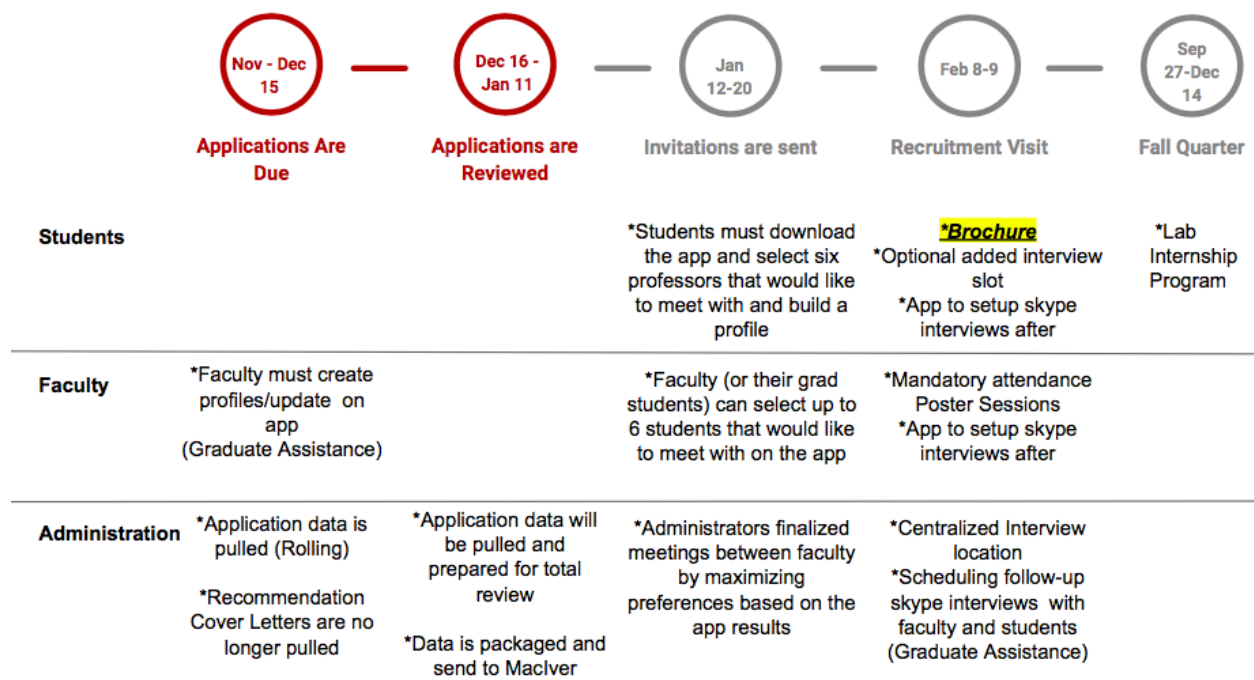 Nov - Dec
15
Dec 16 -
Jan 11
Jan
12-20
Feb 8-9
Sep
27-Dec
14
Applications Are
Due
Applications are
Reviewed
Invitations are sent
Recruitment Visit
Fall Quarter
Students
*Students must download
the app and select six
professors that would like
to meet with and build a
profile
*Brochure
*Optional added interview
slot
*App to setup skype
interviews after
*Lab
Internship
Program
Faculty
*Faculty must create
profiles/update on
app
(Graduate Assistance)
*Faculty (or their grad
students) can select up to
6 students that would like
to meet with on the app
*Mandatory attendance
Poster Sessions
*App to setup skype
interviews after
Administration
*Application data is
pulled (Rolling)
*Recommendation
Cover Letters are no
longer pulled
*Application data will
be pulled and
prepared for total
review
*Data is packaged and
send to MacIver
*Administrators finalized
meetings between faculty
by maximizing
preferences based on the
app results
*Centralized Interview
location
*Scheduling follow-up
skype interviews with
faculty and students
(Graduate Assistance)